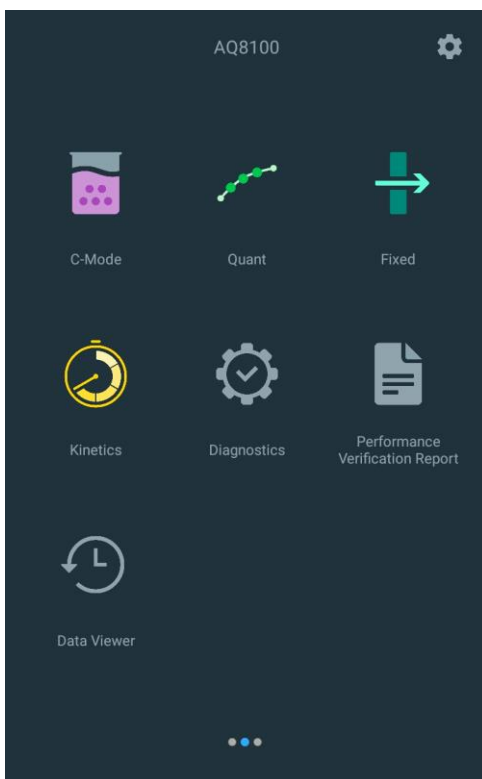 AQ8100
C-Mode
Quant
Fixed
Kinetics
Diagnostics
Performance
Verification Report
Data Viewer